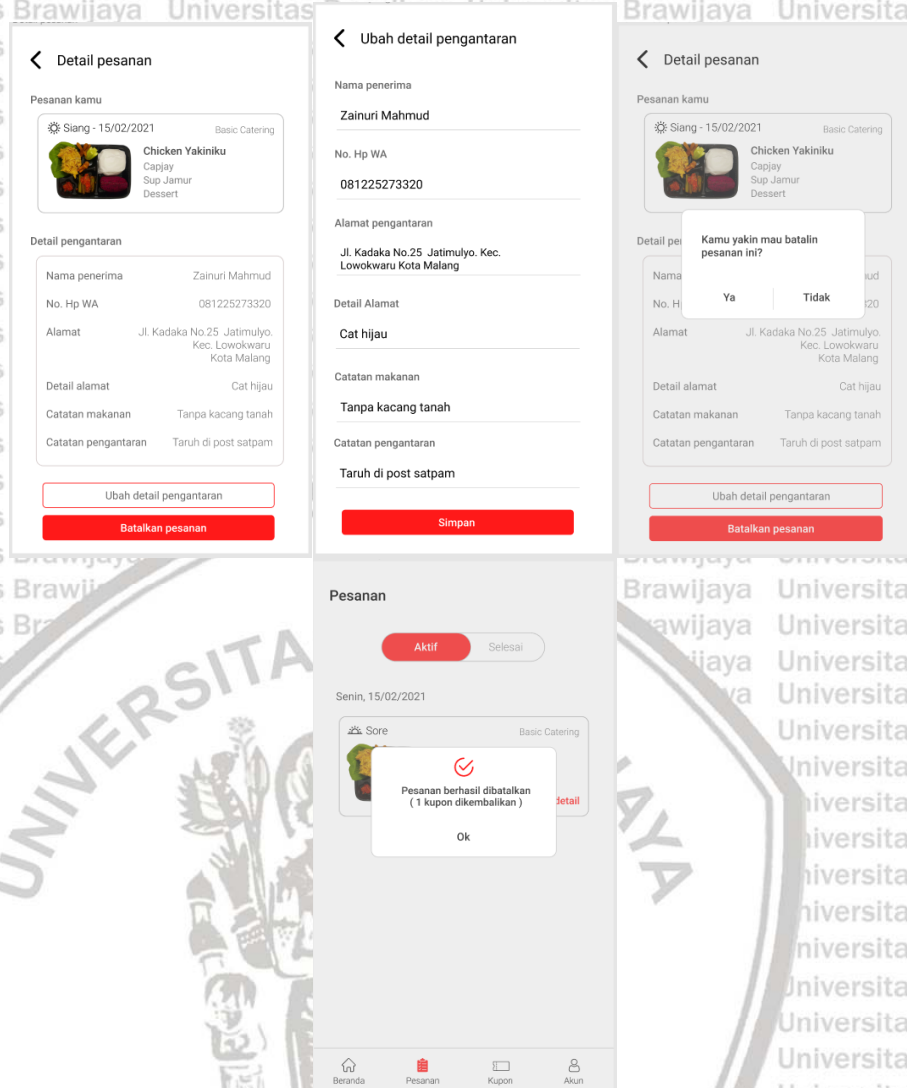 Detail pesanan
Pesanan kamu
Siang - 15/02/2021
Basic Catering
Chicken Yakiniku
Capjay
Sup Jamur
Dessert
Detail pengantaran
Nama penerima
Zainuri Mahmud
No. Hp WA
081225273320
Alamat
Jl. Kadaka No.25 Jatimulyo.
Kec. Lowokwaru
Kota Malang
Detail alamat
Cat hijau
Catatan makanan
Tanpa kacang tanah
Catatan pengantaran
Taruh di post satpam
Ubah detail pengantaran
Batalkan pesanan
Ubah detail pengantaran
Nama penerima
Zainuri Mahmud
No. Hp WA
081225273320
Alamat pengantaran
Jl. Kadaka No.25 Jatimulyo. Kec.
Lowokwaru Kota Malang
Detail Alamat
Cat hijau
Catatan makanan
Tanpa kacang tanah
Catatan pengantaran
Taruh di post satpam
Simpan
Detail pesanan
Pesanan kamu
Siang - 15/02/2021
Basic Catering
Chicken Yakiniku
Capjay
Sup Jamur
Dessert
Kamu yakin mau batalin
pesanan ini?
Ya
Tidak
Alamat
Jl. Kadaka No.25 Jatimulyo.
Kec. Lowokwaru
Kota Malang
Detail alamat
Cat hijau
Catatan makanan
Tanpa kacang tanah
Catatan pengantaran
Taruh di post satpam
Ubah detail pengantaran
Batalkan pesanan
Pesanan
Aktif
Selesai
Senin, 15/02/2021
Sore
Basic Catering
Pesanan berhasil dibatalkan
( 1 kupon dikembalikan )
detail
Ok
Beranda
Pesanan
Kupon
Akun